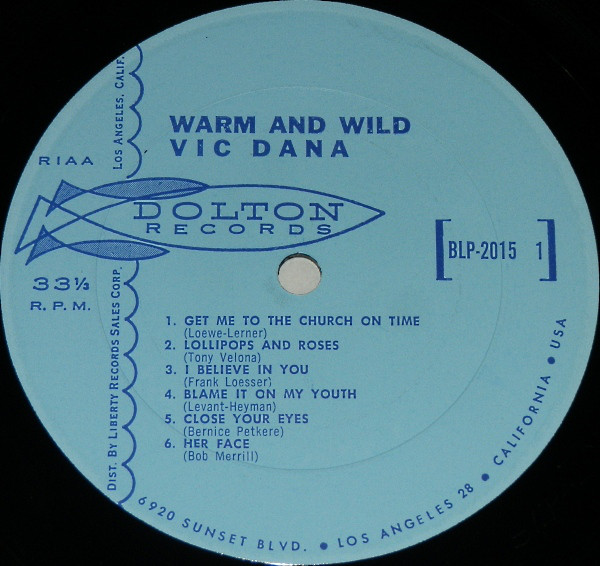 WARM AND WILD
VIC DANA
RIAA
LOS ANGELES, CALIF.
DOLTON
RECORDS
[BLP-2015 1]
33⅓
R.P.M.
DIST. BY LIBERTY RECORDS SALES CORP.
1. GET ME TO THE CHURCH ON TIME
(Loewe-Lerner)
2. LOLLIPOPS AND ROSES
(Tony Velona)
3. I BELIEVE IN YOU
(Frank Loesser)
4. BLAME IT ON MY YOUTH
(Levant-Heyman)
5. CLOSE YOUR EYES
(Bernice Petkere)
6. HER FACE
(Bob Merrill)
6920 SUNSET BLVD. • LOS ANGELES 28 • CALIFORNIA • USA